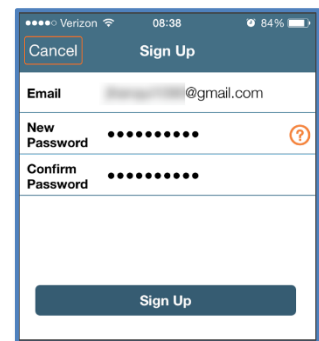 Verizon 08:38 84%
Cancel Sign Up
Email @gmail.com
New
Password ●●●●●●●●●●
?
Confirm
Password ●●●●●●●●●●
Sign Up